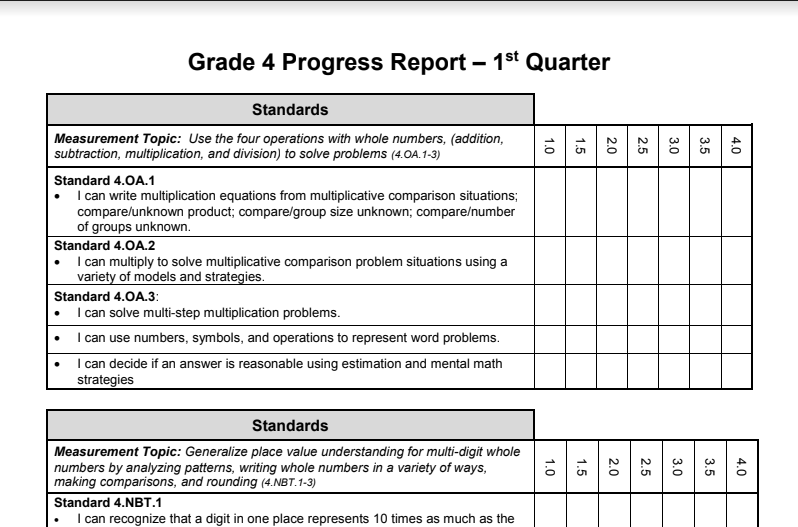 Grade 4 Progress Report – 1st Quarter
Standards
Measurement Topic: Use the four operations with whole numbers, (addition,
subtraction, multiplication, and division) to solve problems (4.OA.1-3)
1.0 1.5 2.0 2.5 3.0 3.5 4.0
Standard 4.OA.1
• I can write multiplication equations from multiplicative comparison situations;
compare/unknown product; compare/group size unknown; compare/number
of groups unknown.
Standard 4.OA.2
• I can multiply to solve multiplicative comparison problem situations using a
variety of models and strategies.
Standard 4.OA.3:
• I can solve multi-step multiplication problems.
• I can use numbers, symbols, and operations to represent word problems.
• I can decide if an answer is reasonable using estimation and mental math
strategies
Standards
Measurement Topic: Generalize place value understanding for multi-digit whole
numbers by analyzing patterns, writing whole numbers in a variety of ways,
making comparisons, and rounding (4.NBT.1-3)
1.0 1.5 2.0 2.5 3.0 3.5 4.0
Standard 4.NBT.1
• I can recognize that a digit in one place represents 10 times as much as the